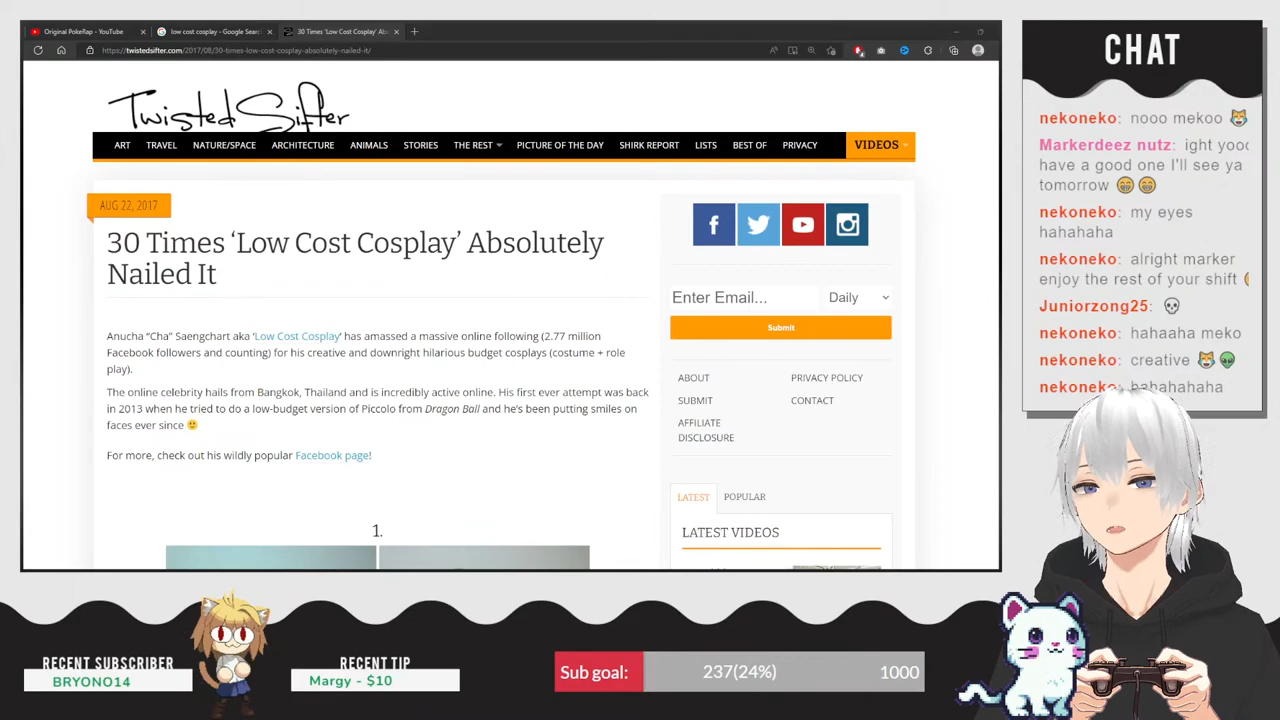 Original PokeRap - YouTube
low cost cosplay - Google Searc
30 Times 'Low Cost Cosplay' Abs
https://twistedsifter.com/2017/08/30-times-low-cost-cosplay-absolutely-nailed-it/
TwistedSifter
ART TRAVEL NATURE/SPACE ARCHITECTURE ANIMALS STORIES THE REST PICTURE OF THE DAY SHIRK REPORT LISTS BEST OF PRIVACY VIDEOS
AUG 22, 2017
30 Times ‘Low Cost Cosplay’ Absolutely
Nailed It
Anucha “Cha” Saengchart aka ‘Low Cost Cosplay’ has amassed a massive online following (2.77 million
Facebook followers and counting) for his creative and downright hilarious budget cosplays (costume + role
play).
The online celebrity hails from Bangkok, Thailand and is incredibly active online. His first ever attempt was back
in 2013 when he tried to do a low-budget version of Piccolo from Dragon Ball and he’s been putting smiles on
faces ever since 🙂
For more, check out his wildly popular Facebook page!
1.
Enter Email... Daily
Submit
ABOUT PRIVACY POLICY
SUBMIT CONTACT
AFFILIATE
DISCLOSURE
LATEST POPULAR
LATEST VIDEOS
CHAT
nekoneko: nooo mekoo 😹
Markerdeez nutz: ight yooo
have a good one I'll see ya
tomorrow 😁😁
nekoneko: my eyes
hahahaha
nekoneko: alright marker
enjoy the rest of your shift
Juniorzong25: 💀
nekoneko: hahaaha meko
nekoneko: creative 😹👽
nekoneko: hahahahaha
RECENT SUBSCRIBER
BRYONO14
RECENT TIP
Margy - $10
Sub goal: 237(24%) 1000